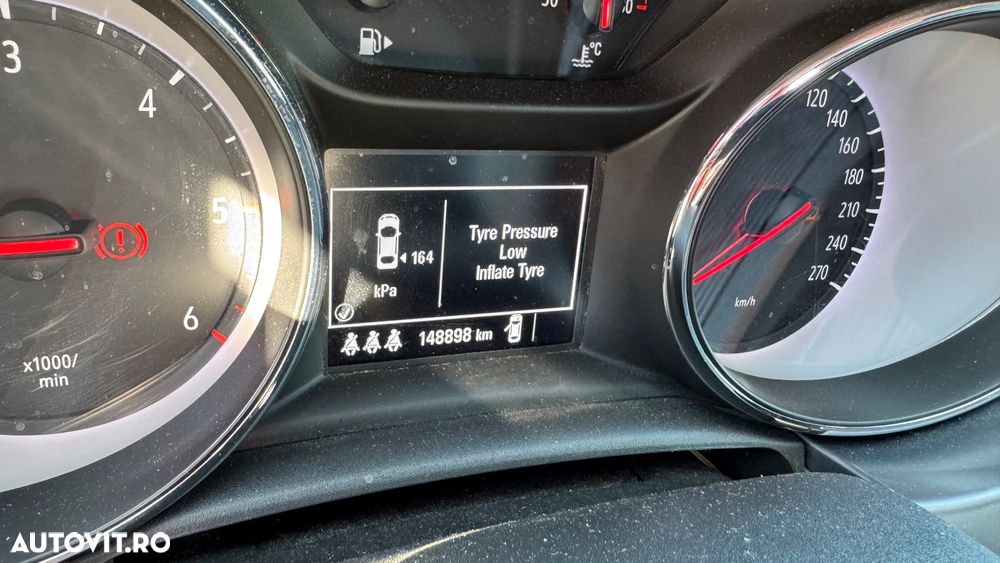 50
°C
3
4
5
6
x1000/
min
164
kPa
Tyre Pressure
Low
Inflate Tyre
148898 km
120
140
160
180
210
240
270
km/h
AUTOVIT.RO